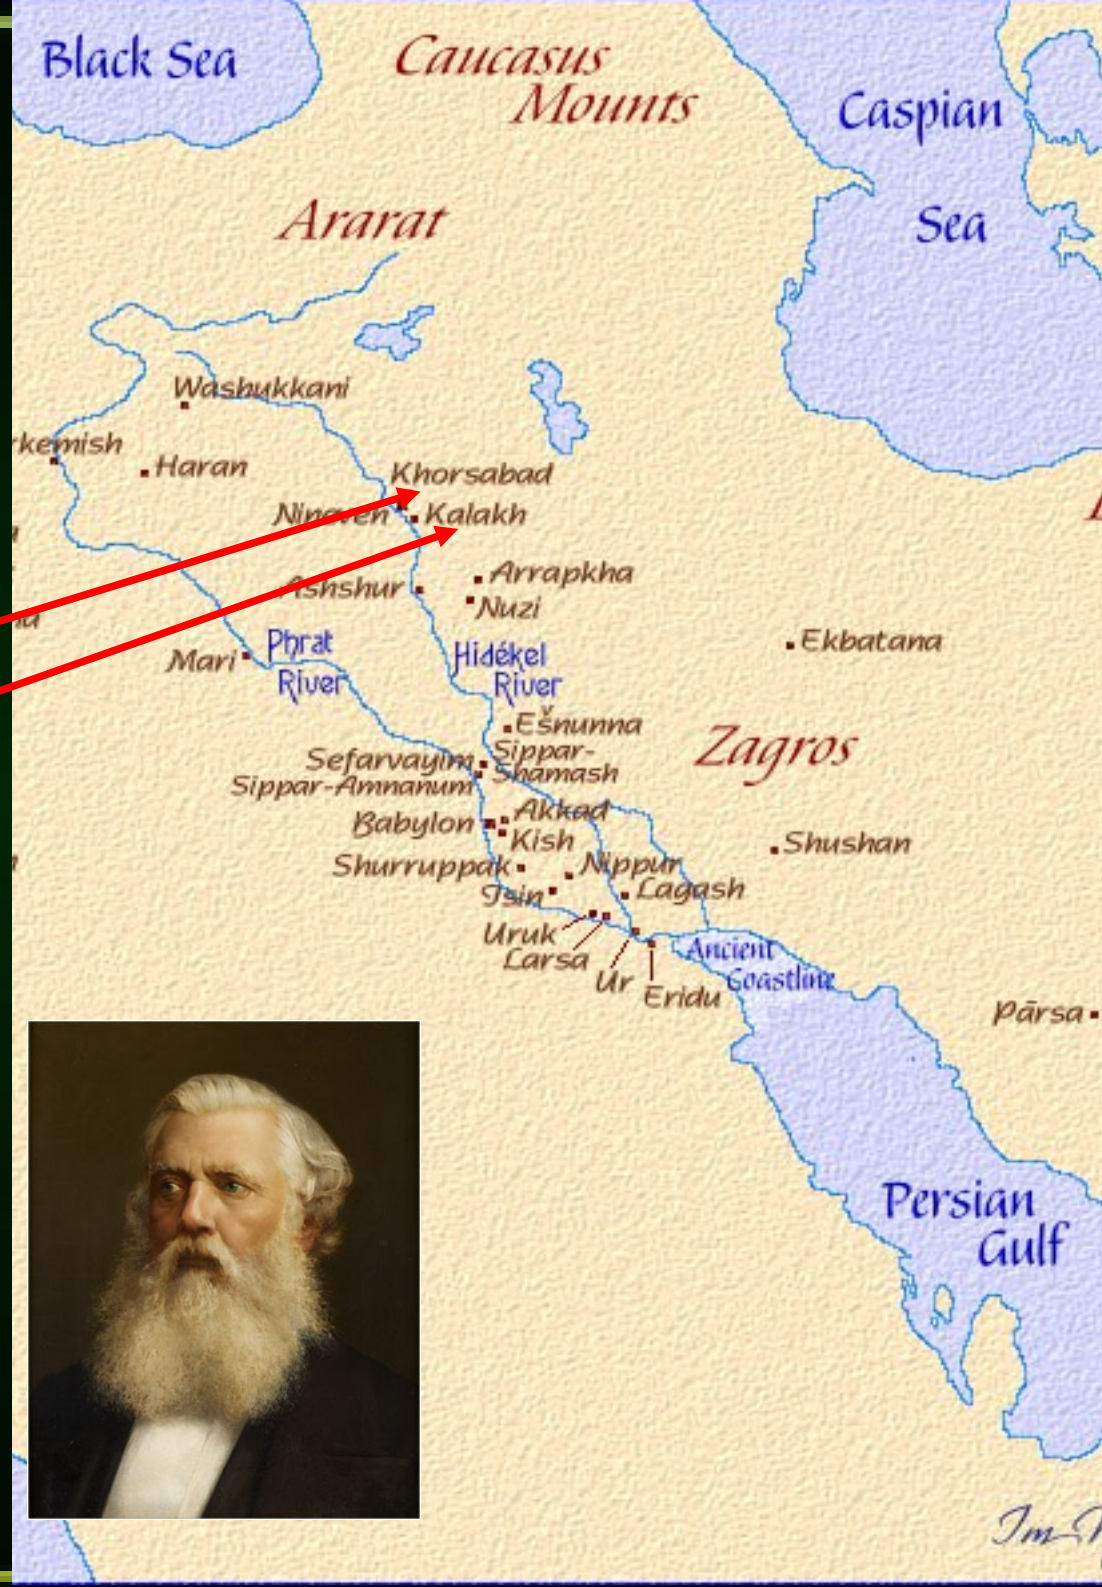 Black Sea
Caucasus
Mounts
Caspian
Sea
Ararat
Washukkani
rkemish
Haran
Khorsabad
Nineven
Kalakh
Ashshur
Arrapkha
Nuzi
Ekbatana
Mari
Phrat
River
Hidékel
River
Ešnunna
Zagros
Sefarvayim
Sippar-
Shamash
Sippar-Amnanum
Akkad
Babylon
Kish
Shushan
Shurruppak
Nippur
Isin
Lagash
Uruk
Larsa
Ur
Eridu
Ancient
Coastline
Pārsa
Persian
Gulf